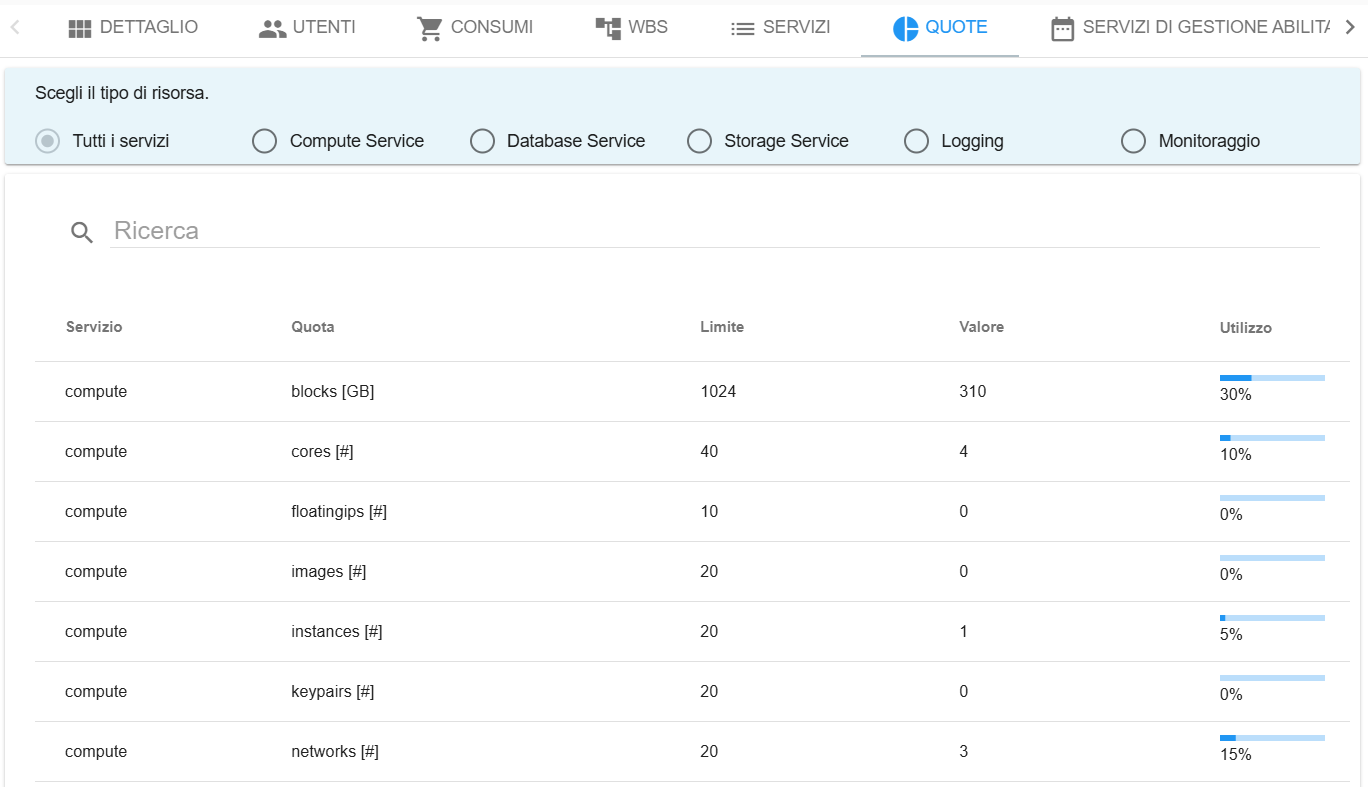 DETTAGLIO UTENTI CONSUMI WBS SERVIZI QUOTE SERVIZI DI GESTIONE ABILITA
Scegli il tipo di risorsa.
Tutti i servizi Compute Service Database Service Storage Service Logging Monitoraggio
Ricerca
Servizio Quota Limite Valore Utilizzo
compute blocks [GB] 1024 310 30%
compute cores [#] 40 4 10%
compute floatingips [#] 10 0 0%
compute images [#] 20 0 0%
compute instances [#] 20 1 5%
compute keypairs [#] 20 0 0%
compute networks [#] 20 3 15%